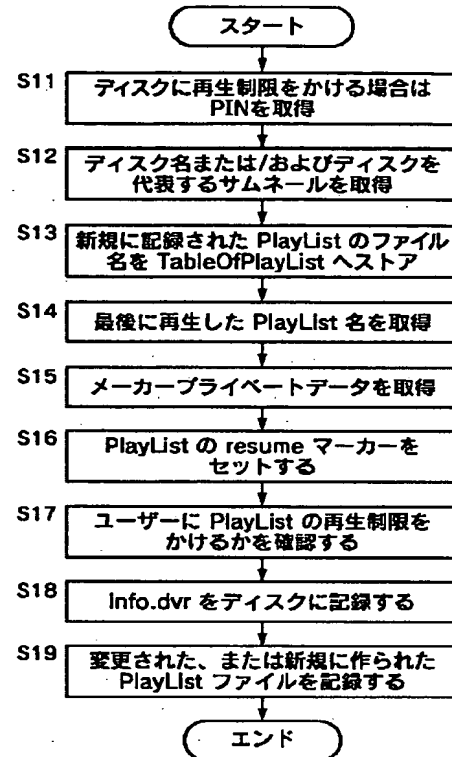 スタート
S11
ディスクに再生制限をかける場合は
PINを取得
S12
ディスク名または/およびディスクを
代表するサムネールを取得
S13
新規に記録された PlayList のファイル
名を TableOfPlayList へストア
S14
最後に再生した PlayList 名を取得
S15
メーカープライベートデータを取得
S16
PlayList の resume マーカーを
セットする
S17
ユーザーに PlayList の再生制限を
かけるかを確認する
S18
info.dvr をディスクに記録する
S19
変更された、または新規に作られた
PlayList ファイルを記録する
エンド